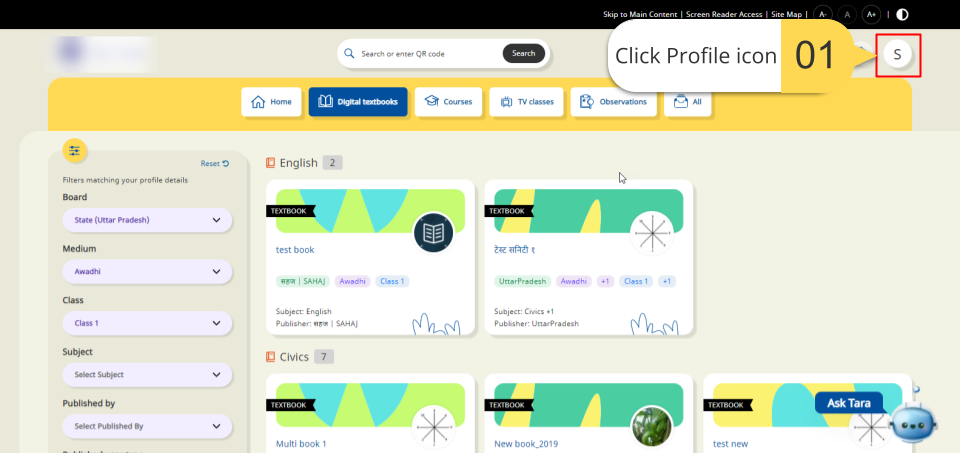 Skip to Main Content | Screen Reader Access | Site Map | A- A A+ |
Search or enter QR code
Search
Click Profile icon 01
S
Home
Digital textbooks
Courses
TV classes
Observations
All
Reset
Filters matching your profile details
Board
State (Uttar Pradesh)
Medium
Awadhi
Class
Class 1
Subject
Select Subject
Published by
Select Published By
English 2
TEXTBOOK
test book
सहज | SAHAJ Awadhi Class 1
Subject: English
Publisher: सहज | SAHAJ
TEXTBOOK
टेस्ट सनिटी १
UttarPradesh Awadhi +1 Class 1 +1
Subject: Civics +1
Publisher: UttarPradesh
Civics 7
TEXTBOOK
Multi book 1
TEXTBOOK
New book_2019
TEXTBOOK
test new
Ask Tara